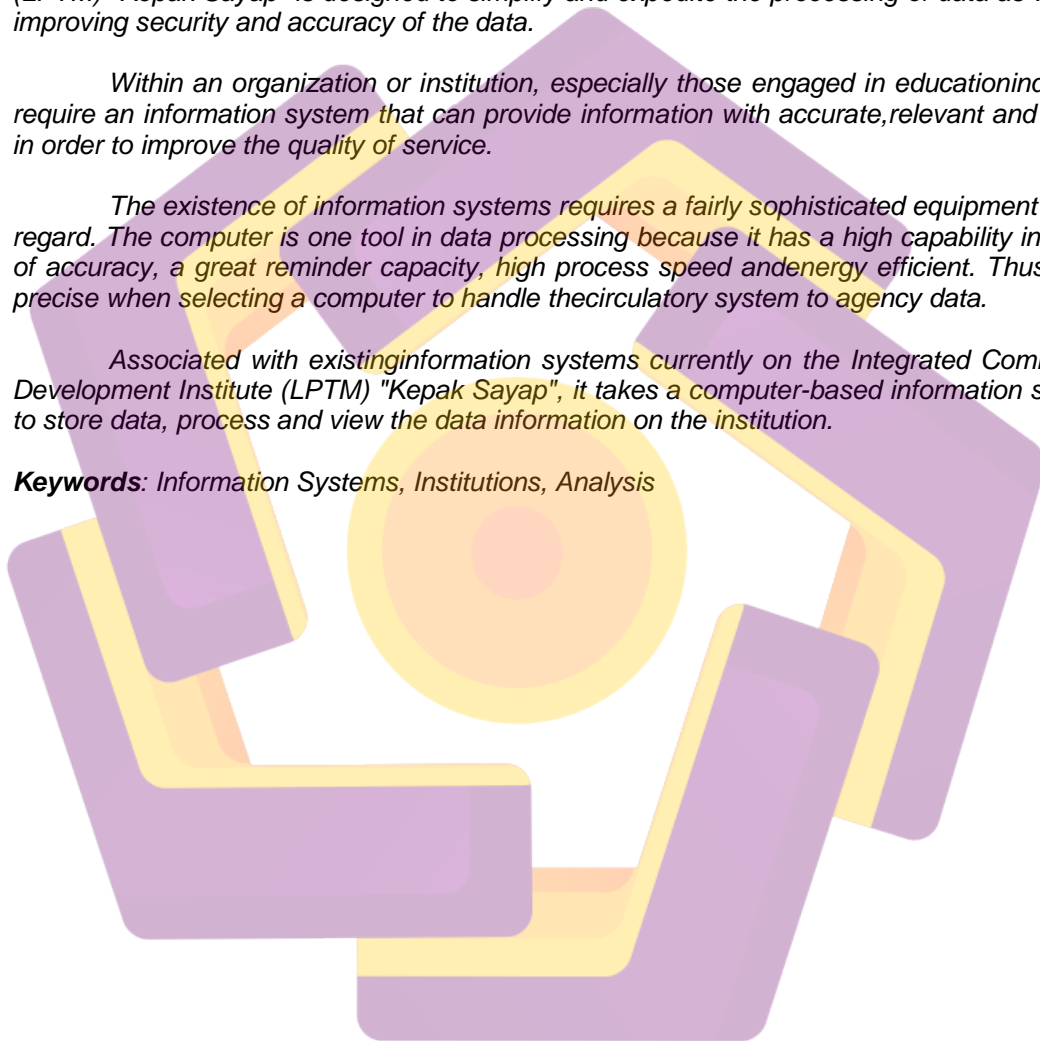 improving security and accuracy of the data.
Within an organization or institution, especially those engaged in educationind
require an information system that can provide information with accurate,relevant and
in order to improve the quality of service.
The existence of information systems requires a fairly sophisticated equipment
regard. The computer is one tool in data processing because it has a high capability in
of accuracy, a great reminder capacity, high process speed andenergy efficient. Thus
precise when selecting a computer to handle thecirculatory system to agency data.
Associated with existinginformation systems currently on the Integrated Com
Development Institute (LPTM) "Kepak Sayap", it takes a computer-based information s
to store data, process and view the data information on the institution.
Keywords: Information Systems, Institutions, Analysis